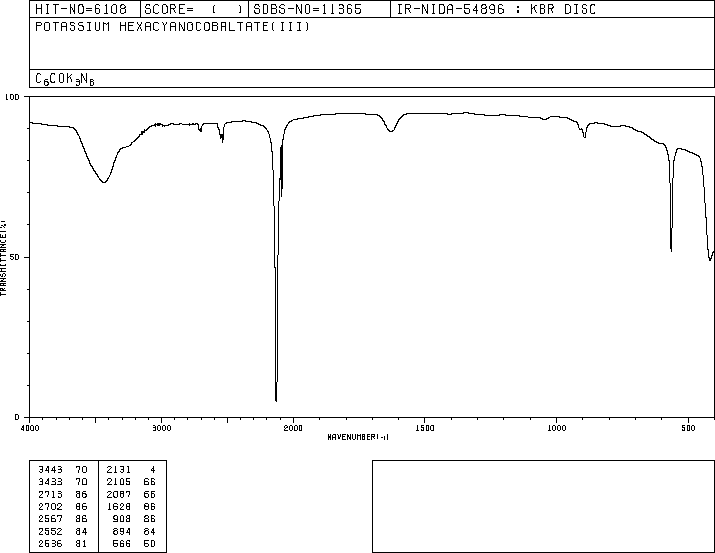 HIT-NO=6108 SCORE= ( ) SDBS-NO=11365 IR-NIDA-54896 : KBR DISC
POTASSIUM HEXACYANOCOBALTATE(III)
C6COK3N6
100
50
0
TRANSMITTANCE(%)
4000 3000 2000 1500 1000 500
WAVENUMBER(-1)
3443 70 2131 4
3433 70 2105 66
2713 86 2087 66
2702 86 1628 86
2567 86 908 86
2552 84 894 84
2536 81 566 50